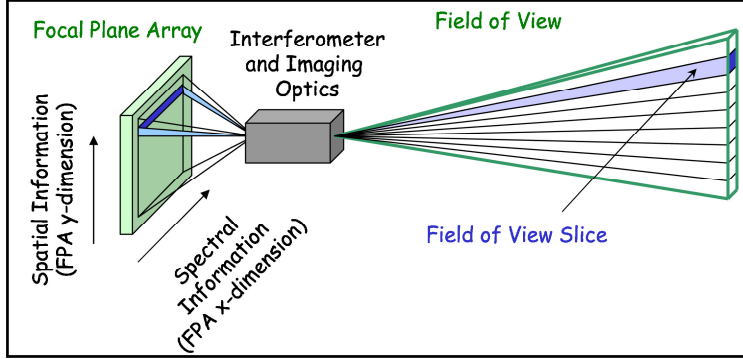 Focal Plane Array
Interferometer
and Imaging
Optics
Field of View
Spatial Information
(FPA y-dimension)
Spectral
Information
(FPA x-dimension)
Field of View Slice